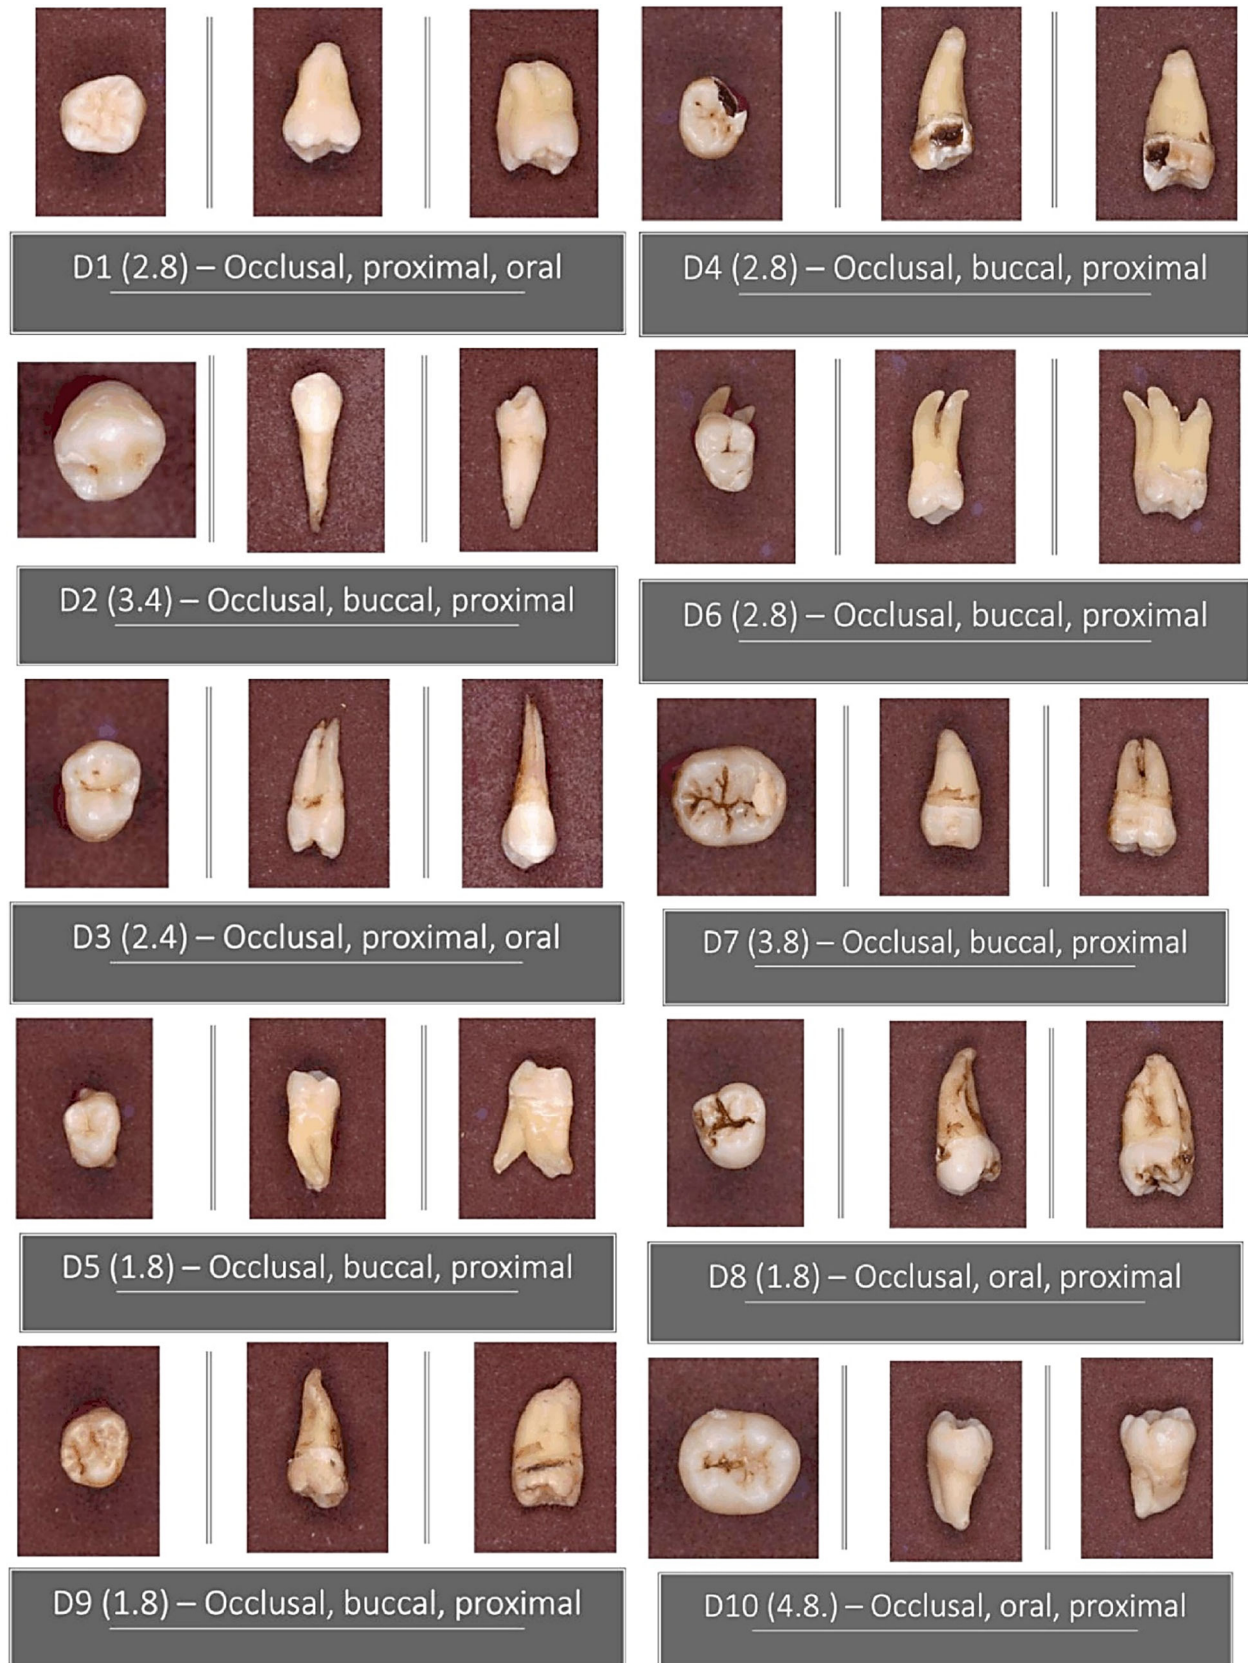 D1 (2.8) – Occlusal, proximal, oral
D4 (2.8) – Occlusal, buccal, proximal
D2 (3.4) – Occlusal, buccal, proximal
D6 (2.8) – Occlusal, buccal, proximal
D3 (2.4) – Occlusal, proximal, oral
D7 (3.8) – Occlusal, buccal, proximal
D5 (1.8) – Occlusal, buccal, proximal
D8 (1.8) – Occlusal, oral, proximal
D9 (1.8) – Occlusal, buccal, proximal
D10 (4.8.) – Occlusal, oral, proximal